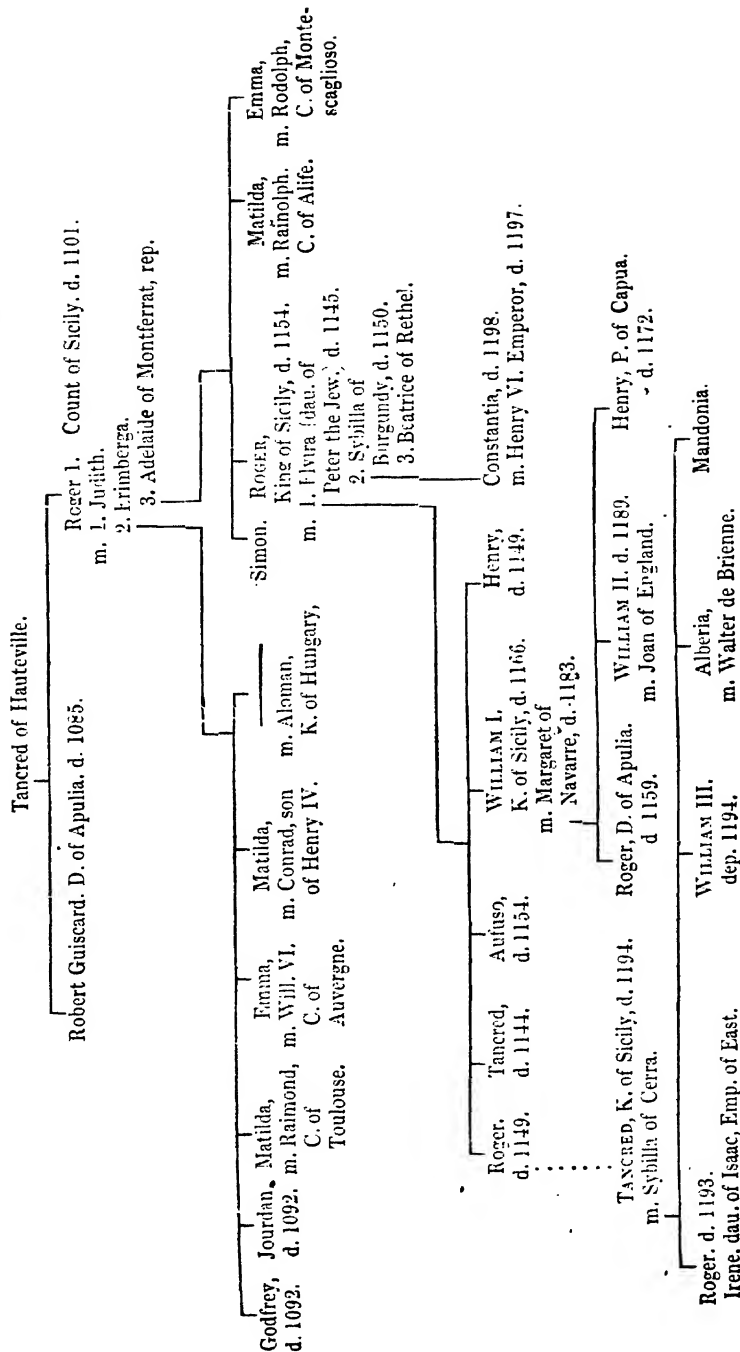 Tancred of Hauteville.
Robert Guiscard. D. of Apulia. d. 1085.
Roger 1. Count of Sicily. d. 1101.
m. 1. Judith.
2. Erimberga.
3. Adelaide of Montferrat, rep.
Godfrey,
d. 1092.
Jourdan.
d. 1092.
Matilda,
m. Raimond,
C. of
Toulouse.
Emma,
m. Will. VI.
C. of
Auvergne.
Matilda,
m. Conrad, son
of Henry IV.
m. Alaman,
K. of Hungary,
Simon.
ROGER,
King of Sicily, d. 1154.
m. 1. Elvira (dau. of
Peter the Jew.) d. 1145.
2. Sybilla of
Burgundy, d. 1150.
3. Beatrice of Rethel.
Matilda,
m. Rainolph.
C. of Alife.
Emma,
m. Rodolph,
C. of Monte-
scaglioso.
Roger.
d. 1149.
Tancred,
d. 1144.
Aufuso,
d. 1154.
WILLIAM I.
K. of Sicily, d. 1166.
m. Margaret of
Navarre, d. 1183.
Henry,
d. 1149.
Constantia, d. 1198.
m. Henry VI. Emperor, d. 1197.
TANCRED, K. of Sicily, d. 1194.
m. Sybilla of Cerra.
Roger, D. of Apulia.
d 1159.
WILLIAM II. d. 1189.
m. Joan of England.
Henry, P. of Capua.
d. 1172.
Roger. d. 1193.
Irene, dau. of Isaac, Emp. of East.
WILLIAM III.
dep. 1194.
Alberia,
m. Walter de Brienne.
Mandonia.